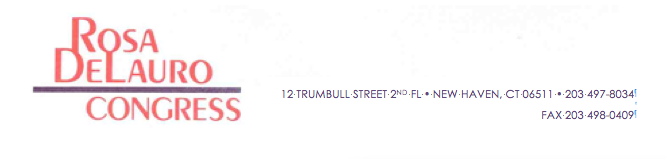 ROSA
DELAURO
CONGRESS
12·TRUMBULL·STREET·2ND·FL·•·NEW·HAVEN,·CT·06511·•·203·497-8034
FAX·203·498-0409